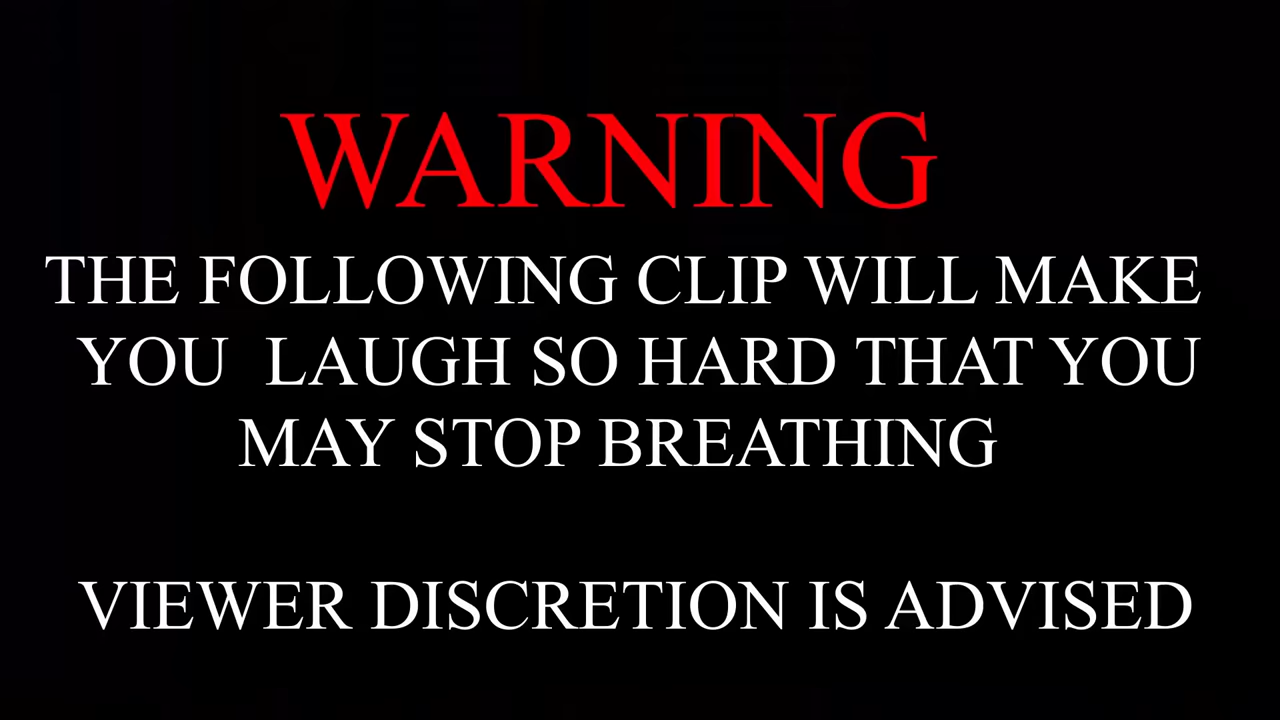 WARNING
THE FOLLOWING CLIP WILL MAKE
YOU  LAUGH SO HARD THAT YOU
MAY STOP BREATHING
VIEWER DISCRETION IS ADVISED